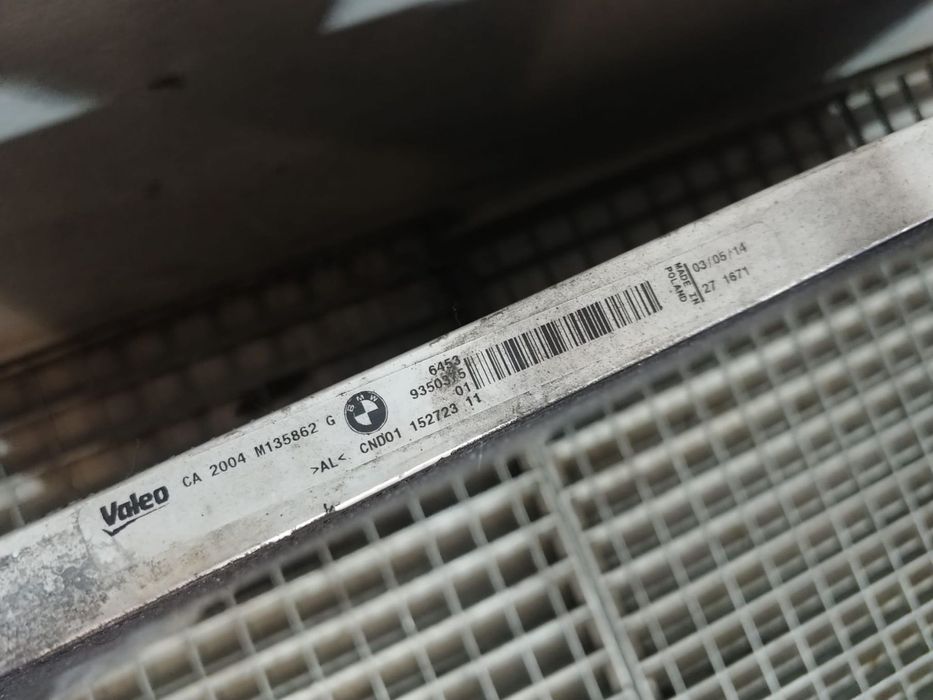 Valeo CA 2004 M135862 G
BMW
6453
9350375
01
>AL< CND01 152723 11
MADE IN
POLAND
03/05/14
27 1671